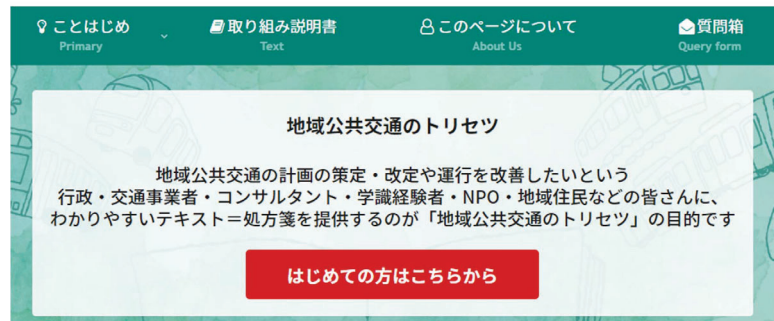 ことはじめ
Primary
取り組み説明書
Text
このページについて
About Us
質問箱
Query form
地域公共交通のトリセツ
地域公共交通の計画の策定・改定や運行を改善したいという
行政・交通事業者・コンサルタント・学識経験者・NPO・地域住民などの皆さんに、
わかりやすいテキスト＝処方箋を提供するのが「地域公共交通のトリセツ」の目的です
はじめての方はこちらから